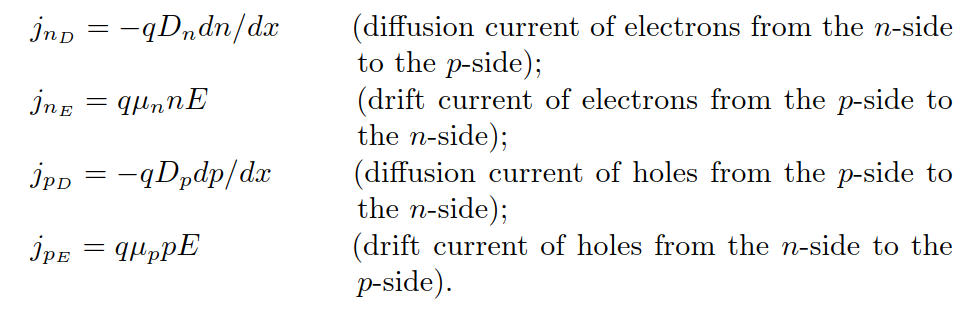 j_{n_D} = −qD_n dn/dx (diffusion current of electrons from the n-side
to the p-side);
j_{n_E} = qμ_n nE (drift current of electrons from the p-side to
the n-side);
j_{p_D} = −qD_p dp/dx (diffusion current of holes from the p-side to
the n-side);
j_{p_E} = qμ_p pE (drift current of holes from the n-side to the
p-side).